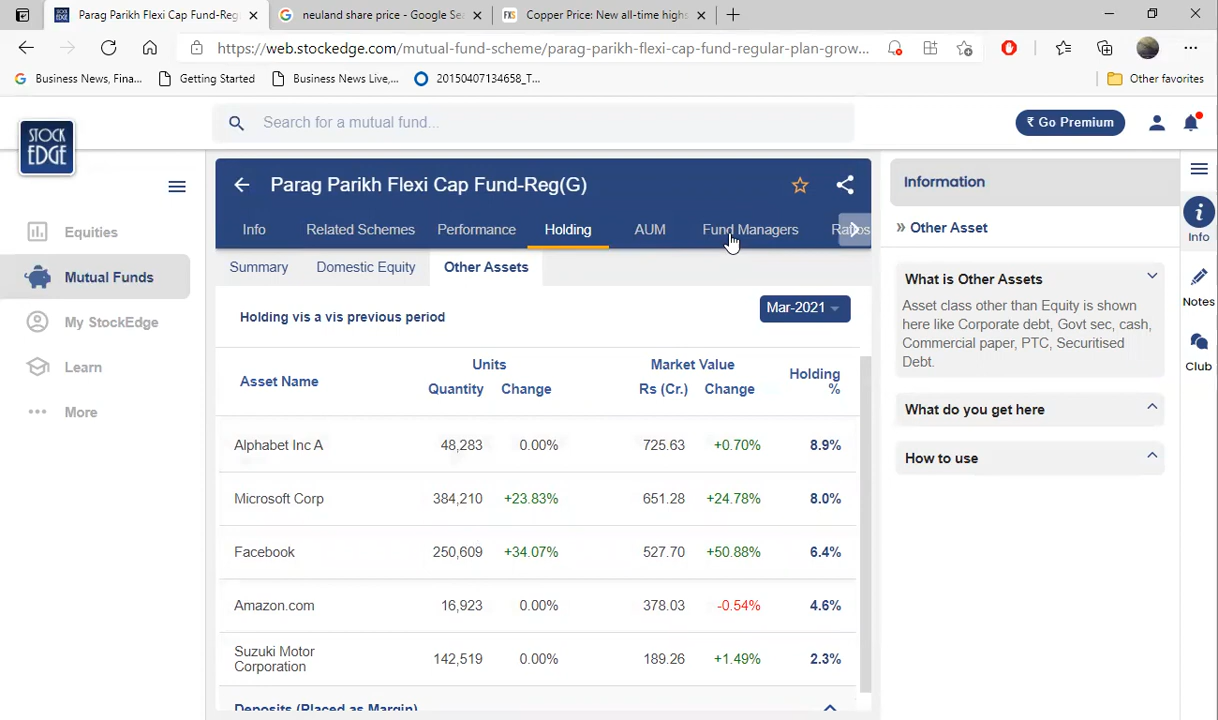 Parag Parikh Flexi Cap Fund-Reg
neuland share price - Google Sea
FXS Copper Price: New all-time highs
https://web.stockedge.com/mutual-fund-scheme/parag-parikh-flexi-cap-fund-regular-plan-grow...
Business News, Fina... Getting Started Business News Live,... 20150407134658_T... Other favorites
STOCK
EDGE
Search for a mutual fund...
₹ Go Premium
Equities
Mutual Funds
My StockEdge
Learn
More
Parag Parikh Flexi Cap Fund-Reg(G)
Info Related Schemes Performance Holding AUM Fund Managers Ratios
Summary Domestic Equity Other Assets
Holding vis a vis previous period Mar-2021
Units Market Value
Asset Name Quantity Change Rs (Cr.) Change Holding %
Alphabet Inc A 48,283 0.00% 725.63 +0.70% 8.9%
Microsoft Corp 384,210 +23.83% 651.28 +24.78% 8.0%
Facebook 250,609 +34.07% 527.70 +50.88% 6.4%
Amazon.com 16,923 0.00% 378.03 -0.54% 4.6%
Suzuki Motor Corporation 142,519 0.00% 189.26 +1.49% 2.3%
Deposits (Placed as Margin)
Information
» Other Asset
What is Other Assets
Asset class other than Equity is shown
here like Corporate debt, Govt sec, cash,
Commercial paper, PTC, Securitised
Debt.
What do you get here
How to use
Info
Notes
Club